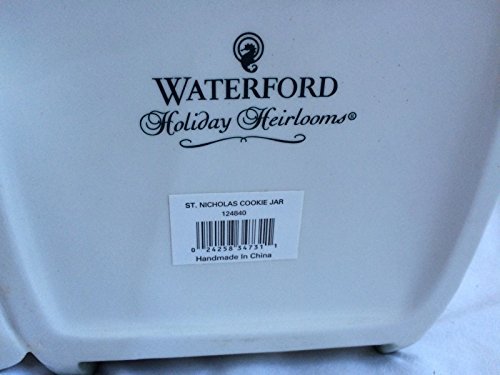 WATERFORD
Holiday Heirlooms®
ST. NICHOLAS COOKIE JAR
124840
0 24258 34731 1
Handmade In China